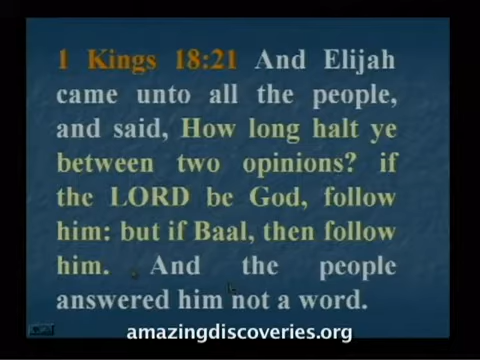 1 Kings 18:21 And Elijah
came unto all the people,
and said, How long halt ye
between two opinions? if
the LORD be God, follow
him: but if Baal, then follow
him. And the people
answered him not a word.
amazingdiscoveries.org